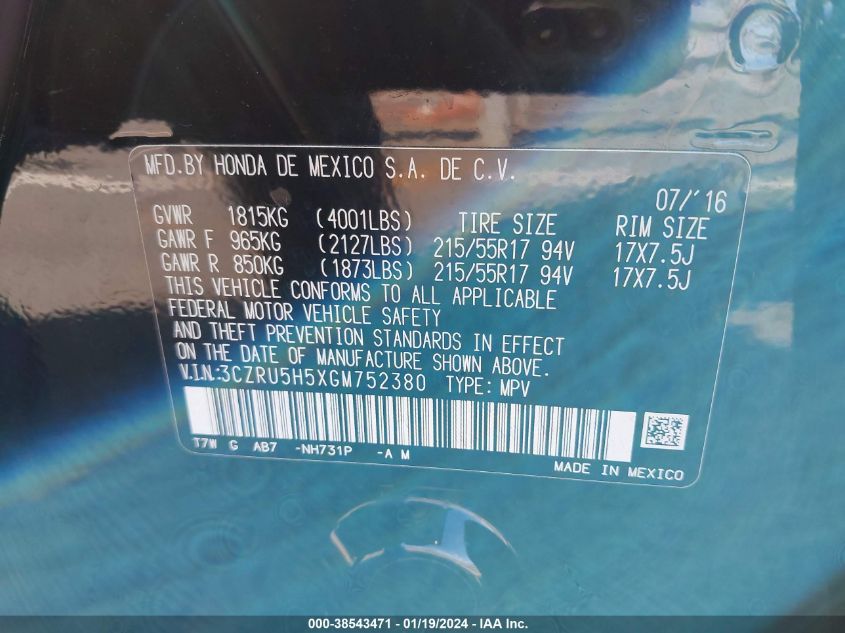 MFD.BY HONDA DE MEXICO S.A. DE C.V.
07/'16
GVWR 1815KG (4001LBS) TIRE SIZE RIM SIZE
GAWR F 965KG (2127LBS) 215/55R17 94V 17X7.5J
GAWR R 850KG (1873LBS) 215/55R17 94V 17X7.5J
THIS VEHICLE CONFORMS TO ALL APPLICABLE
FEDERAL MOTOR VEHICLE SAFETY
AND THEFT PREVENTION STANDARDS IN EFFECT
ON THE DATE OF MANUFACTURE SHOWN ABOVE.
V.I.N.:3CZRU5H5XGM752380 TYPE: MPV
T7W G AB7 -NH731P -A M
MADE IN MEXICO
000-38543471 - 01/19/2024 - IAA Inc.